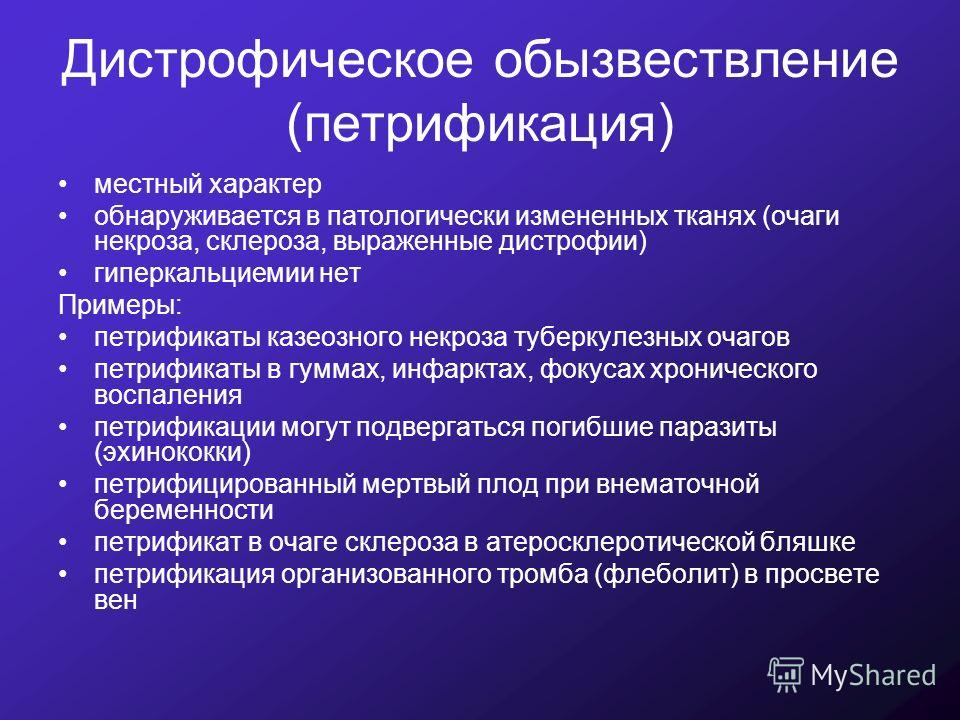 Дистрофическое обызвествление
(петрификация)
• местный характер
• обнаруживается в патологически измененных тканях (очаги
некроза, склероза, выраженные дистрофии)
• гиперкальциемии нет
Примеры:
• петрификаты казеозного некроза туберкулезных очагов
• петрификаты в гуммах, инфарктах, фокусах хронического
воспаления
• петрификации могут подвергаться погибшие паразиты
(эхинококки)
• петрифицированный мертвый плод при внематочной
беременности
• петрификат в очаге склероза в атеросклеротической бляшке
• петрификация организованного тромба (флеболит) в просвете
вен
MyShared